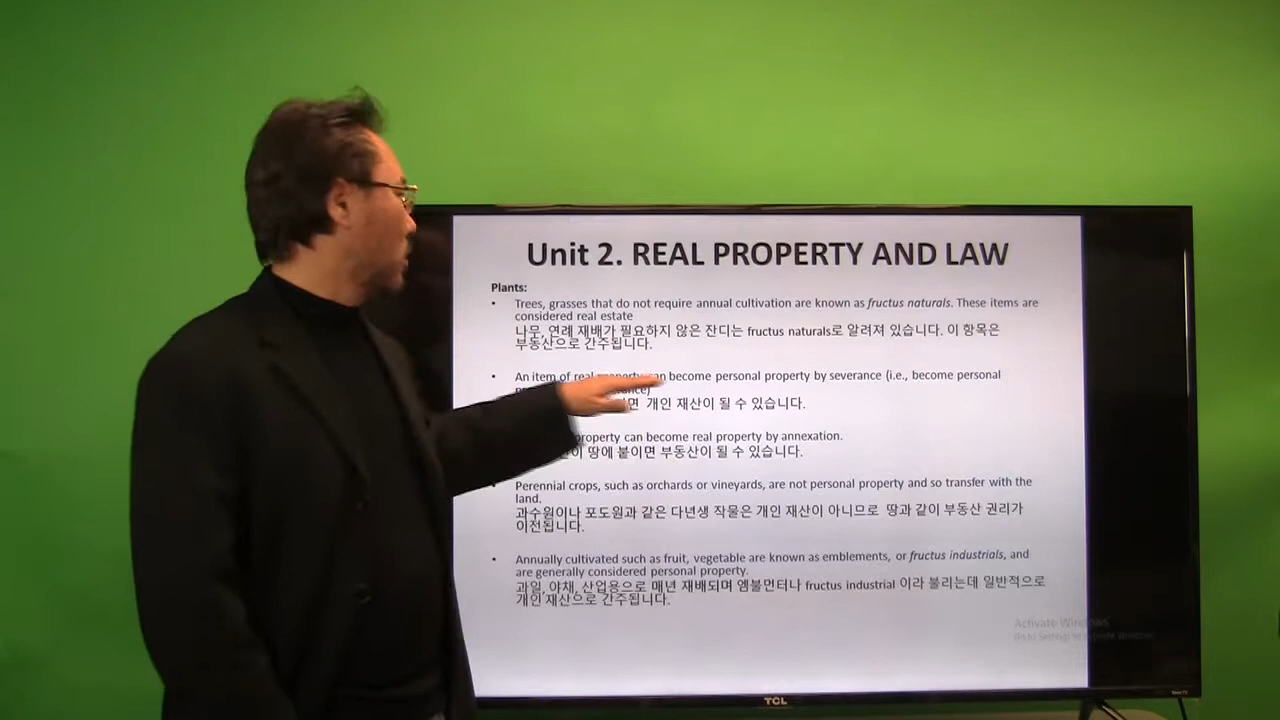 Unit 2. REAL PROPERTY AND LAW
Plants:
• Trees, grasses that do not require annual cultivation are known as fructus naturals. These items are
considered real estate
나무, 연례 재배가 필요하지 않은 잔디는 fructus naturals로 알려져 있습니다. 이 항목은
부동산으로 간주됩니다.
• An item of real property can become personal property by severance (i.e., become personal
개인 재산이 될 수 있습니다.
property can become real property by annexation.
땅에 붙이면 부동산이 될 수 있습니다.
• Perennial crops, such as orchards or vineyards, are not personal property and so transfer with the
land.
과수원이나 포도원과 같은 다년생 작물은 개인 재산이 아니므로 땅과 같이 부동산 권리가
이전됩니다.
• Annually cultivated such as fruit, vegetable are known as emblements, or fructus industrials, and
are generally considered personal property.
과일, 야채, 산업용으로 매년 재배되며 엠블먼터나 fructus industrial 이라 불리는데 일반적으로
개인 재산으로 간주됩니다.
Activate Windows
Go to Settings to activate Windows.
TCL
Roku TV